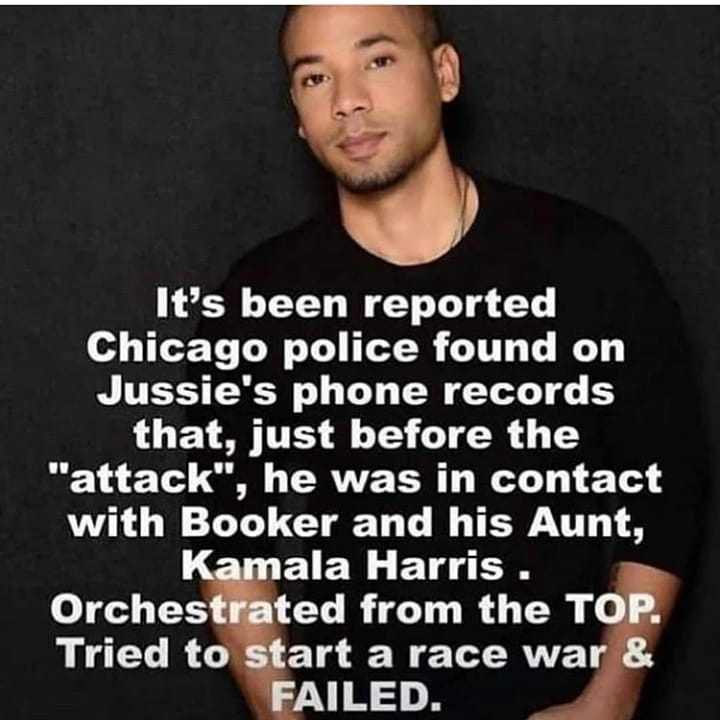 It’s been reported
Chicago police found on
Jussie's phone records
that, just before the
"attack", he was in contact
with Booker and his Aunt,
Kamala Harris .
Orchestrated from the TOP.
Tried to start a race war &
FAILED.